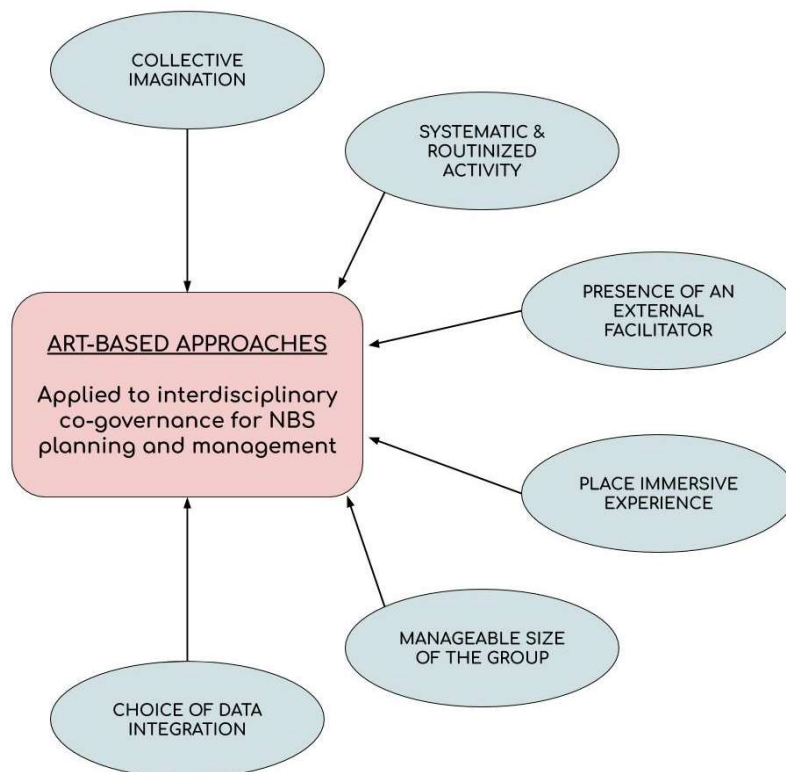 COLLECTIVE
IMAGINATION
SYSTEMATIC &
ROUTINIZED
ACTIVITY
PRESENCE OF AN
EXTERNAL
FACILITATOR
ART-BASED APPROACHES
Applied to interdisciplinary
co-governance for NBS
planning and management
PLACE IMMERSIVE
EXPERIENCE
MANAGEABLE SIZE
OF THE GROUP
CHOICE OF DATA
INTEGRATION